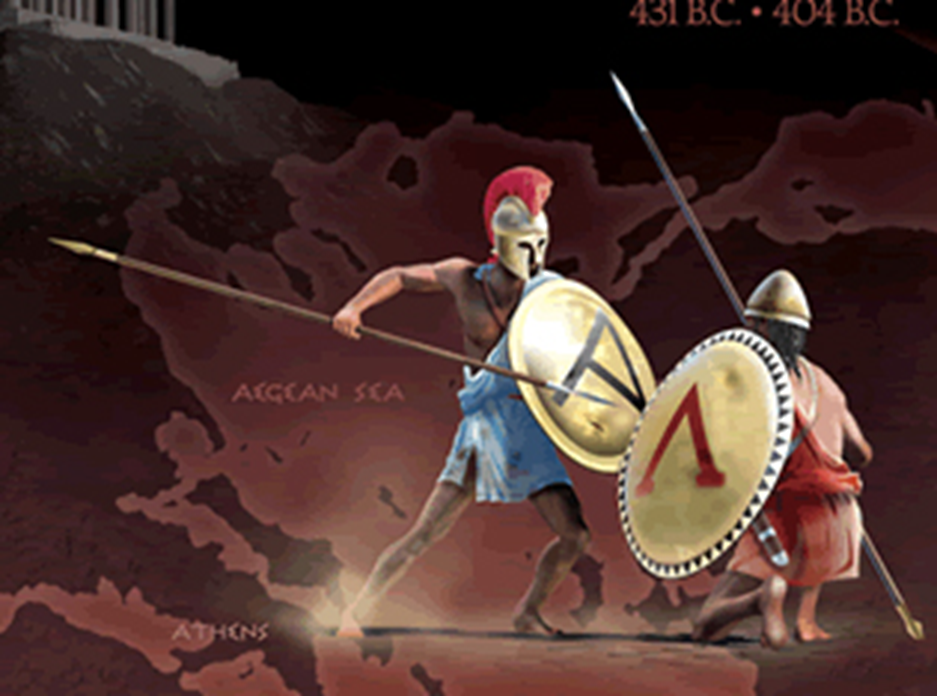 431 B.C. • 404 B.C.
AEGEAN SEA
A
Λ
ATHENS